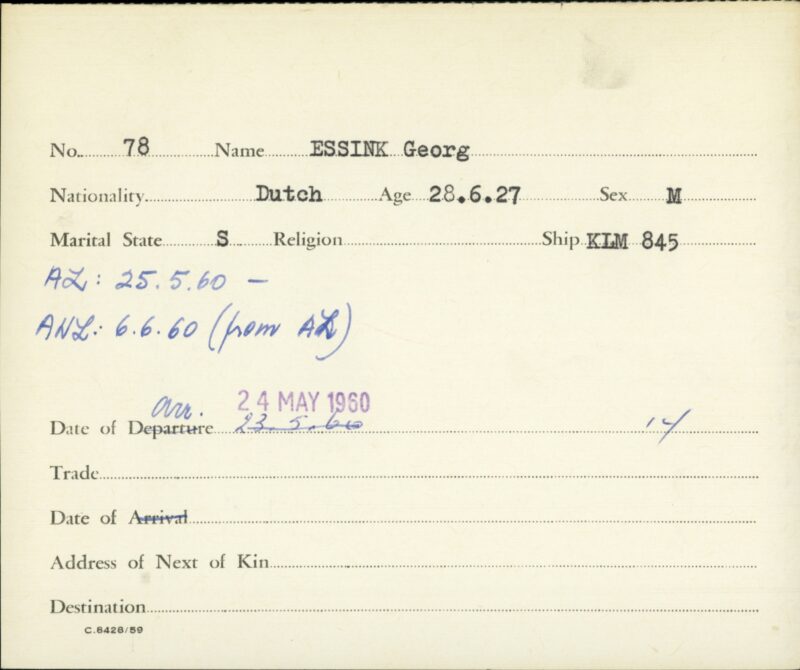 No. 78 Name ESSINK Georg
Nationality Dutch Age 28.6.27 Sex M
Marital State S Religion Ship KLM 845
AL: 25.5.60 –
ANL: 6.6.60 (from AL)
arr. 24 MAY 1960
Date of Departure 23.5.60 14
Trade
Date of Arrival
Address of Next of Kin
Destination
C.8428/59